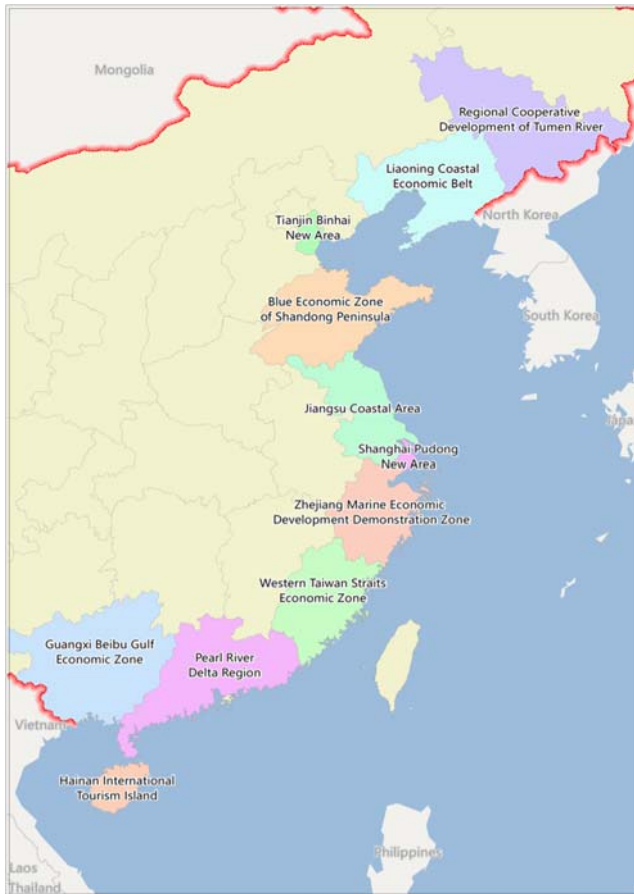 Mongolia
Regional Cooperative
Development of Tumen River
Liaoning Coastal
Economic Belt
North Korea
Tianjin Binhai
New Area
Blue Economic Zone
of Shandong Peninsula
South Korea
Jiangsu Coastal Area
Japa
Shanghai Pudong
New Area
Zhejiang Marine Economic
Development Demonstration Zone
Western Taiwan Straits
Economic Zone
Guangxi Beibu Gulf
Economic Zone
Pearl River
Delta Region
Vietnam
Hainan International
Tourism Island
Philippines
Laos
Thailand